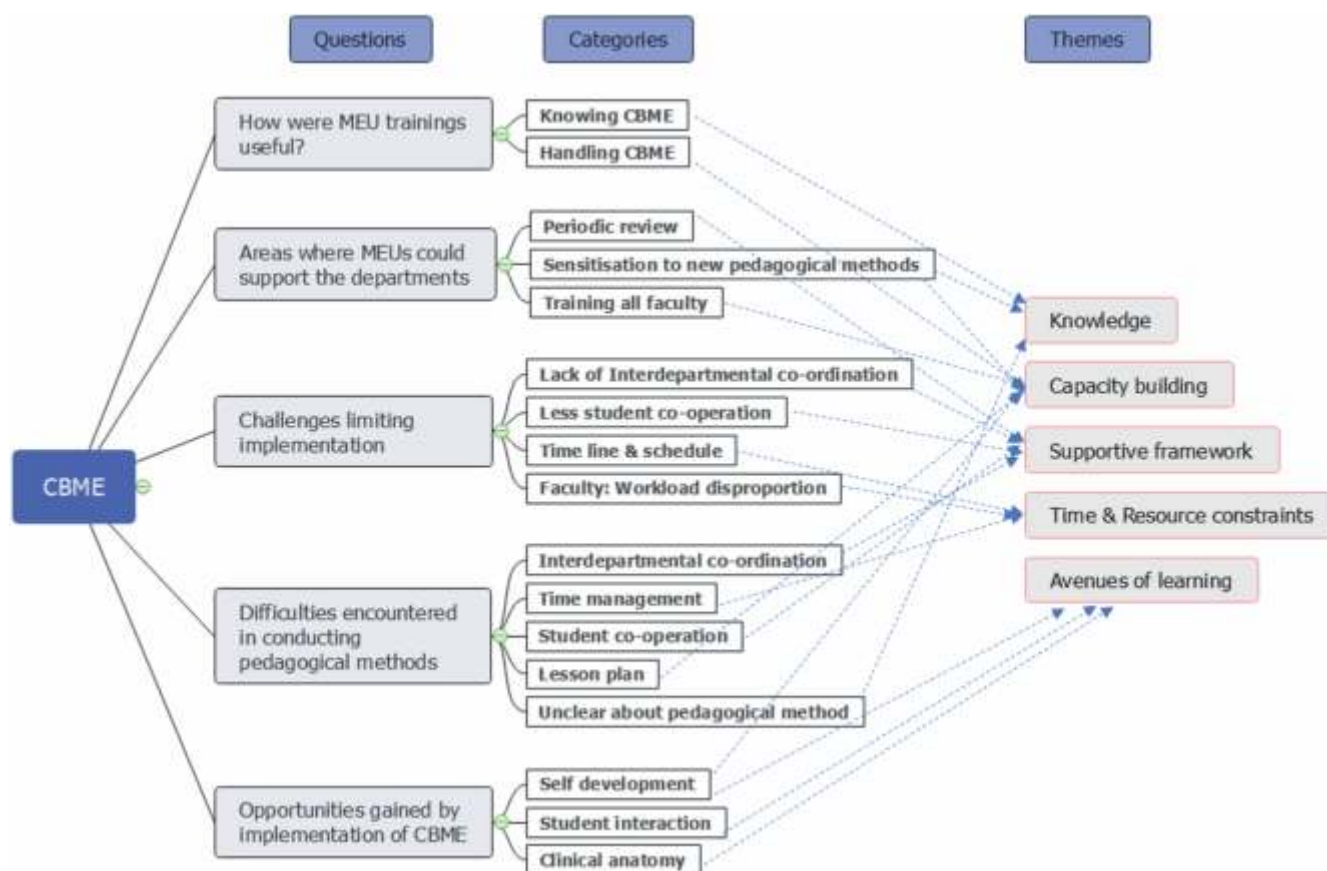 Questions
Categories
Themes
CBME
How were MEU trainings
useful?
Knowing CBME
Handling CBME
Areas where MEUs could
support the departments
Periodic review
Sensitisation to new pedagogical methods
Training all faculty
Challenges limiting
implementation
Lack of Interdepartmental co-ordination
Less student co-operation
Time line & schedule
Faculty: Workload disproportion
Difficulties encountered
in conducting
pedagogical methods
Interdepartmental co-ordination
Time management
Student co-operation
Lesson plan
Unclear about pedagogical method
Opportunities gained by
implementation of CBME
Self development
Student interaction
Clinical anatomy
Knowledge
Capacity building
Supportive framework
Time & Resource constraints
Avenues of learning